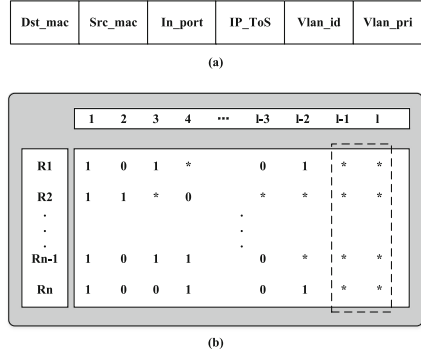 Dst_mac Src_mac In_port IP_ToS Vlan_id Vlan_pri
(a)
1 2 3 4 ... l-3 l-2 l-1 l
R1 1 0 1 * 0 1 * *
R2 1 1 * 0 * * * *
. .
. .
. .
Rn-1 1 0 1 1 0 * * *
Rn 1 0 0 1 0 1 * *
(b)